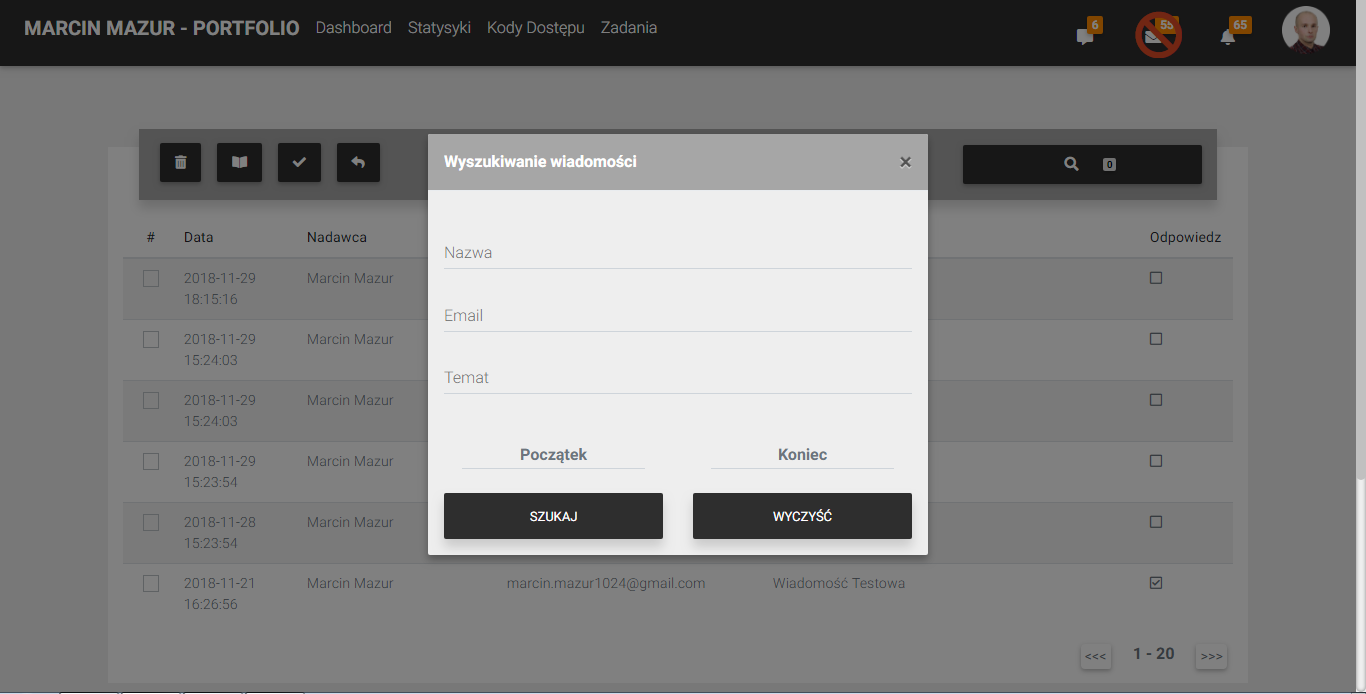 MARCIN MAZUR - PORTFOLIO Dashboard Statysyki Kody Dostępu Zadania 6 55 65
Wyszukiwanie wiadomości ×
0
# Data Nadawca Odpowiedz
Nazwa
Email
Temat
Początek Koniec
SZUKAJ WYCZYŚĆ
2018-11-29 Marcin Mazur
18:15:16
2018-11-29 Marcin Mazur
15:24:03
2018-11-29 Marcin Mazur
15:24:03
2018-11-29 Marcin Mazur
15:23:54
2018-11-28 Marcin Mazur
15:23:54
2018-11-21 Marcin Mazur marcin.mazur1024@gmail.com Wiadomość Testowa
16:26:56
<<< 1 - 20 >>>